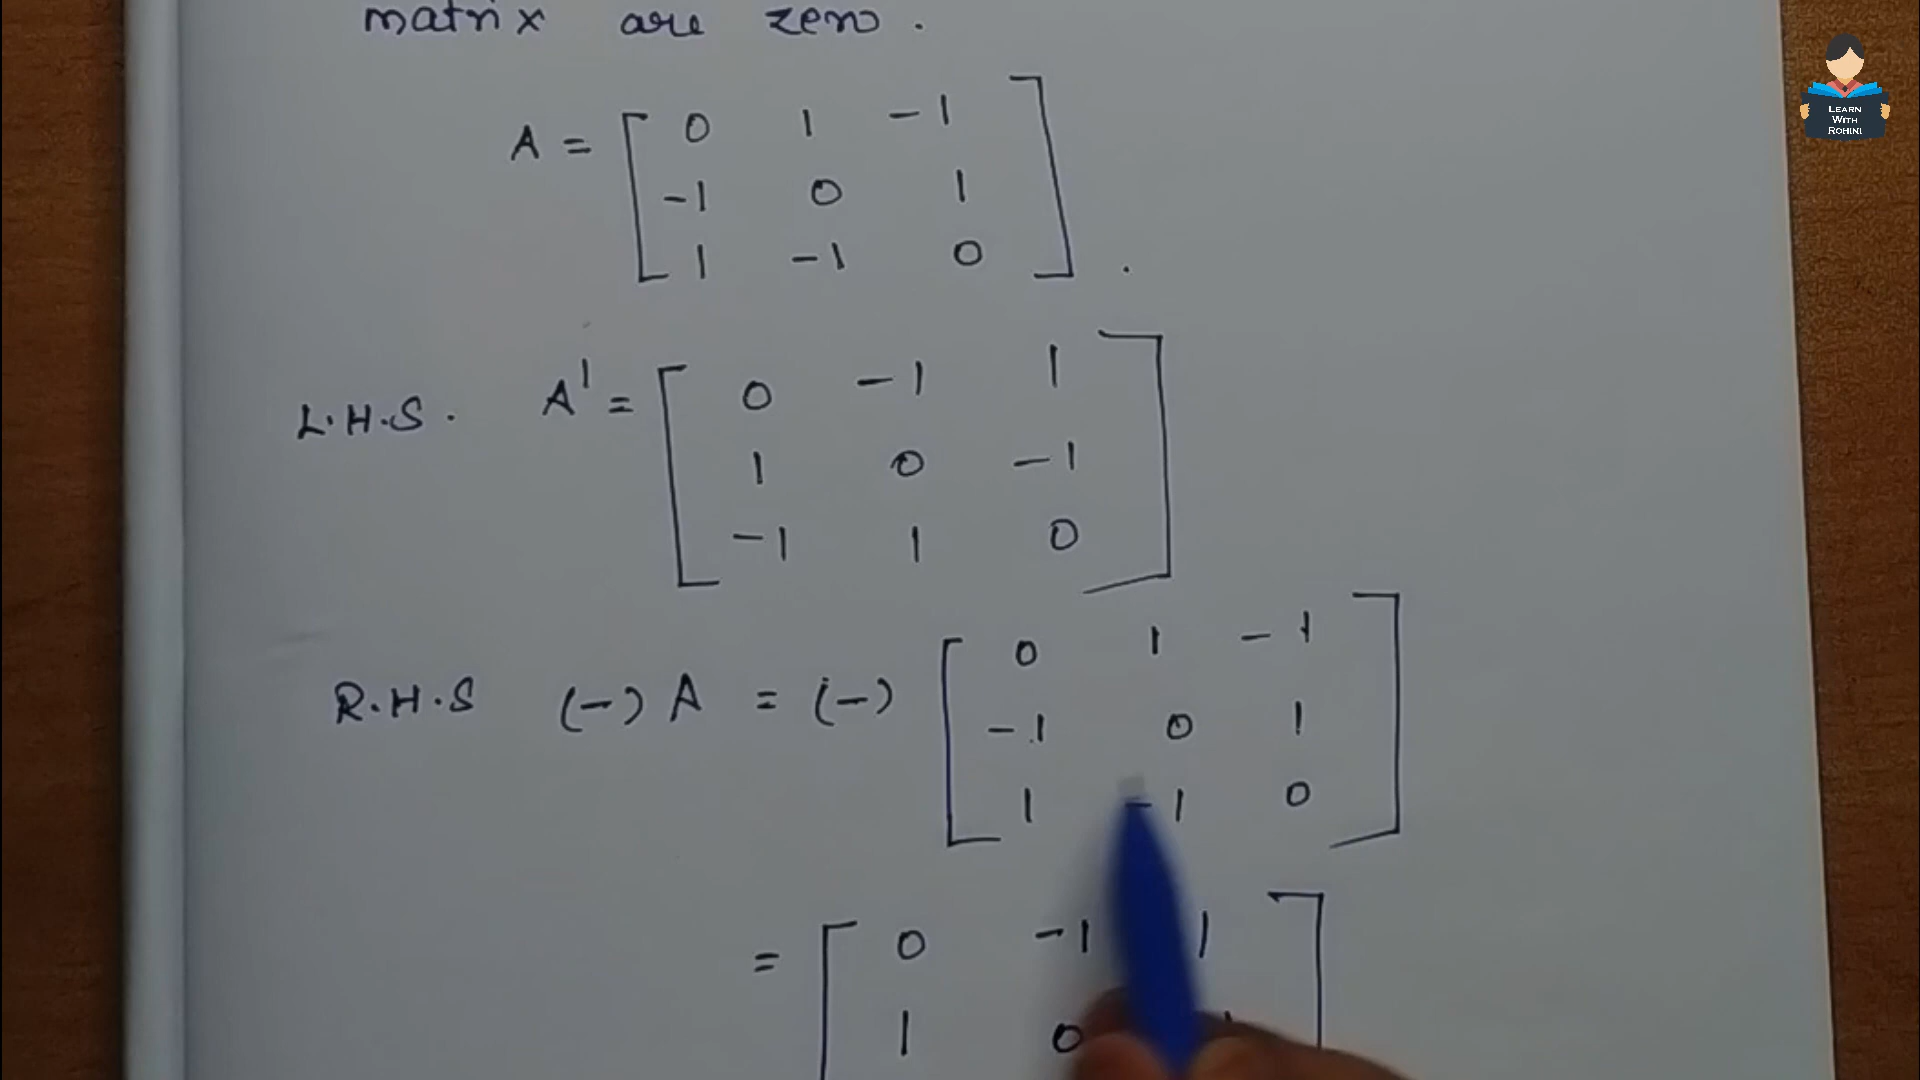 matrix are zero.
LEARN
WITH
ROHINI
A = [ 0 1 -1
-1 0 1
1 -1 0 ] .
L.H.S. A' = [ 0 -1 1
1 0 -1
-1 1 0 ]
R.H.S (-) A = (-) [ 0 1 -1
-1 0 1
1 -1 0 ]
= [ 0 -1 1
1 0